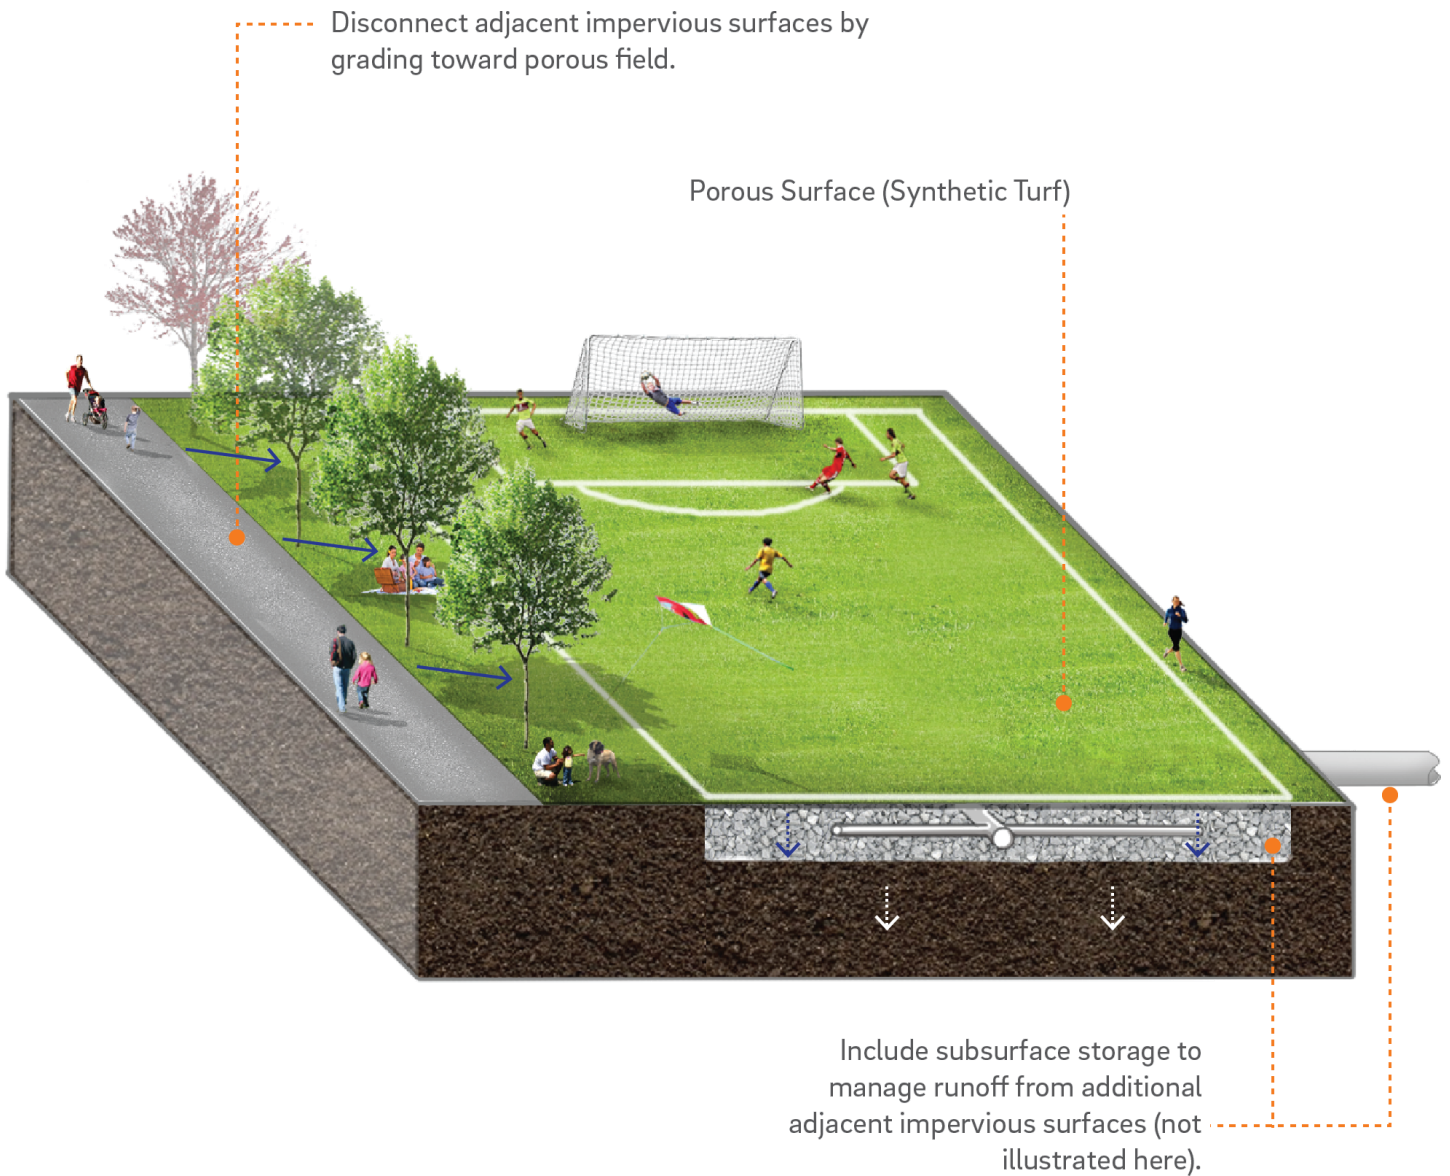 Disconnect adjacent impervious surfaces by
grading toward porous field.
Porous Surface (Synthetic Turf)
Include subsurface storage to
manage runoff from additional
adjacent impervious surfaces (not
illustrated here).